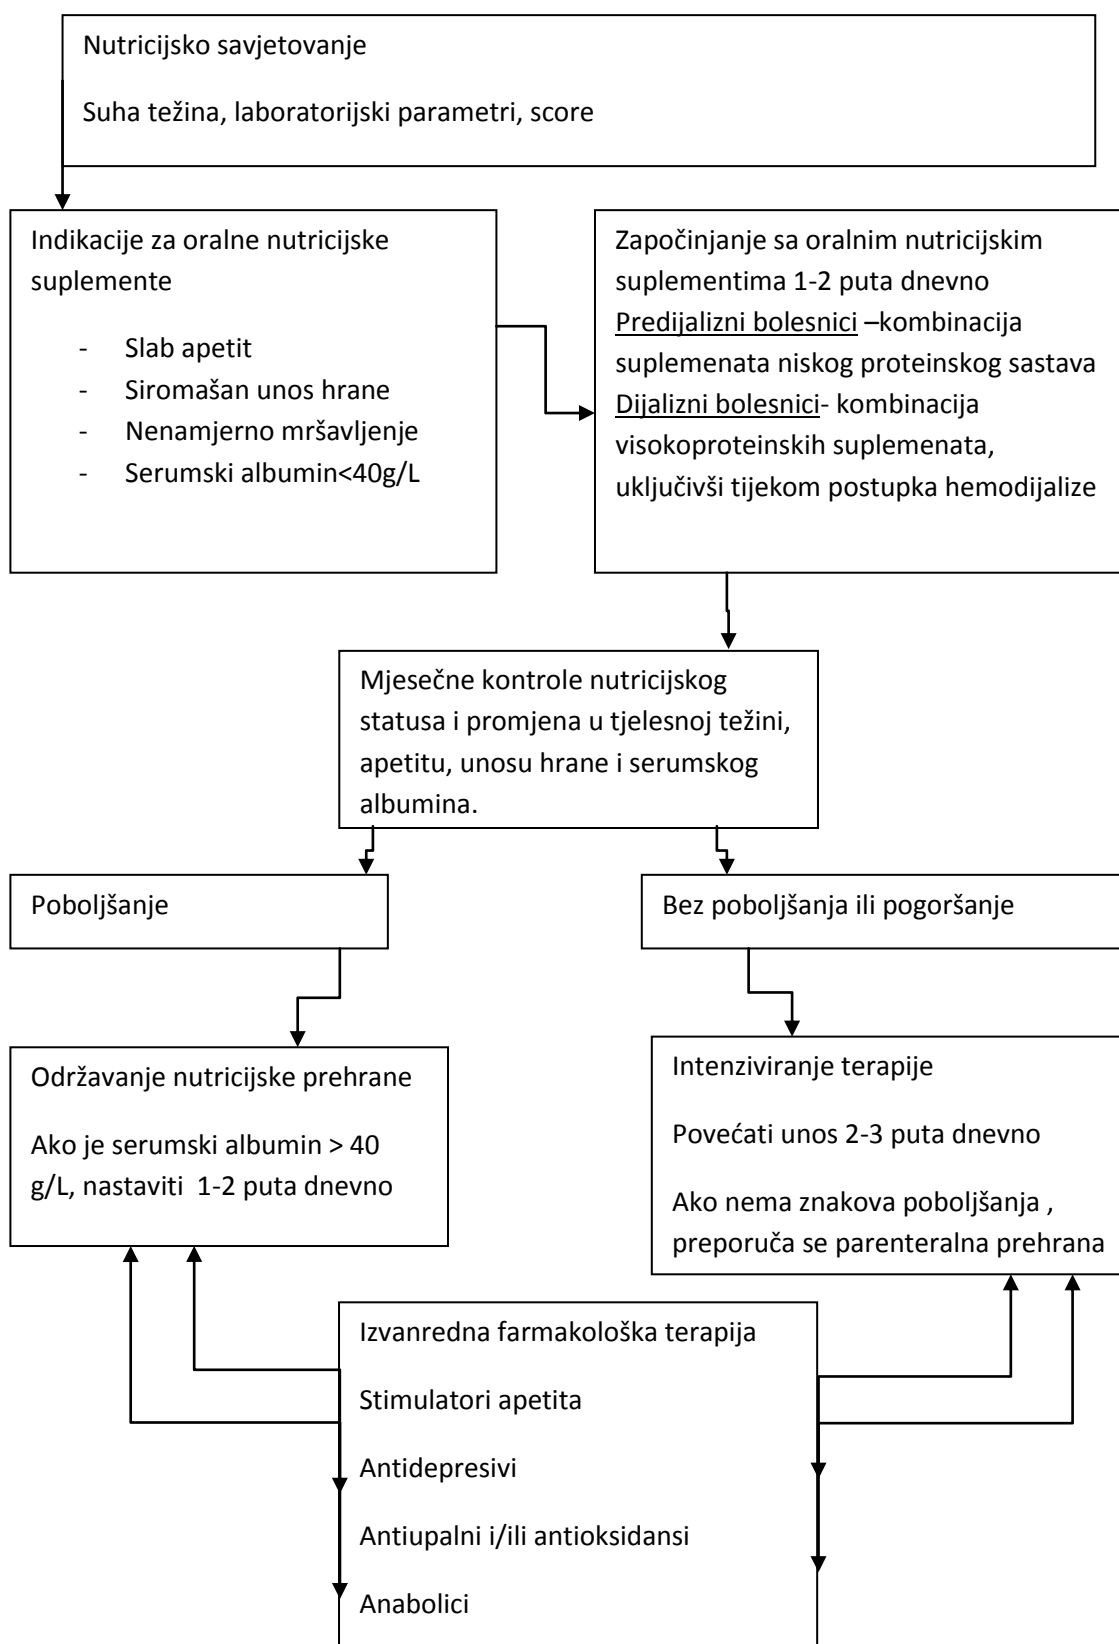 Nutricijsko savjetovanje
Suha težina, laboratorijski parametri, score
Indikacije za oralne nutricijske
suplemente
- Slab apetit
- Siromašan unos hrane
- Nenamjerno mršavljenje
- Serumski albumin<40g/L
Započinjanje sa oralnim nutricijskim
suplementima 1-2 puta dnevno
Predijalizni bolesnici –kombinacija
suplemenata niskog proteinskog sastava
Dijalizni bolesnici- kombinacija
visokoproteinskih suplemenata,
uključivši tijekom postupka hemodijalize
Mjesečne kontrole nutricijskog
statusa i promjena u tjelesnoj težini,
apetitu, unosu hrane i serumskog
albumina.
Poboljšanje
Bez poboljšanja ili pogoršanje
Održavanje nutricijske prehrane
Ako je serumski albumin > 40
g/L, nastaviti 1-2 puta dnevno
Intenziviranje terapije
Povećati unos 2-3 puta dnevno
Ako nema znakova poboljšanja ,
preporuča se parenteralna prehrana
Izvanredna farmakološka terapija
Stimulatori apetita
Antidepresivi
Antiupalni i/ili antioksidansi
Anabolici